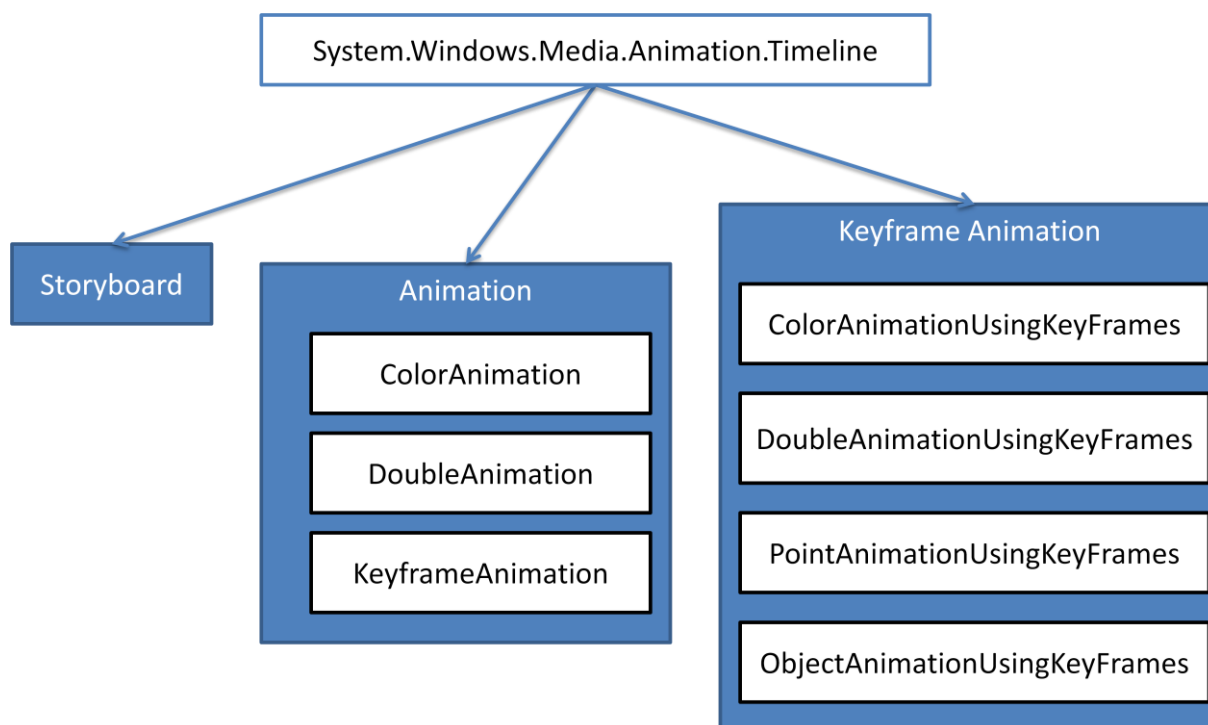 System.Windows.Media.Animation.Timeline
Storyboard
Animation
ColorAnimation
DoubleAnimation
KeyframeAnimation
Keyframe Animation
ColorAnimationUsingKeyFrames
DoubleAnimationUsingKeyFrames
PointAnimationUsingKeyFrames
ObjectAnimationUsingKeyFrames